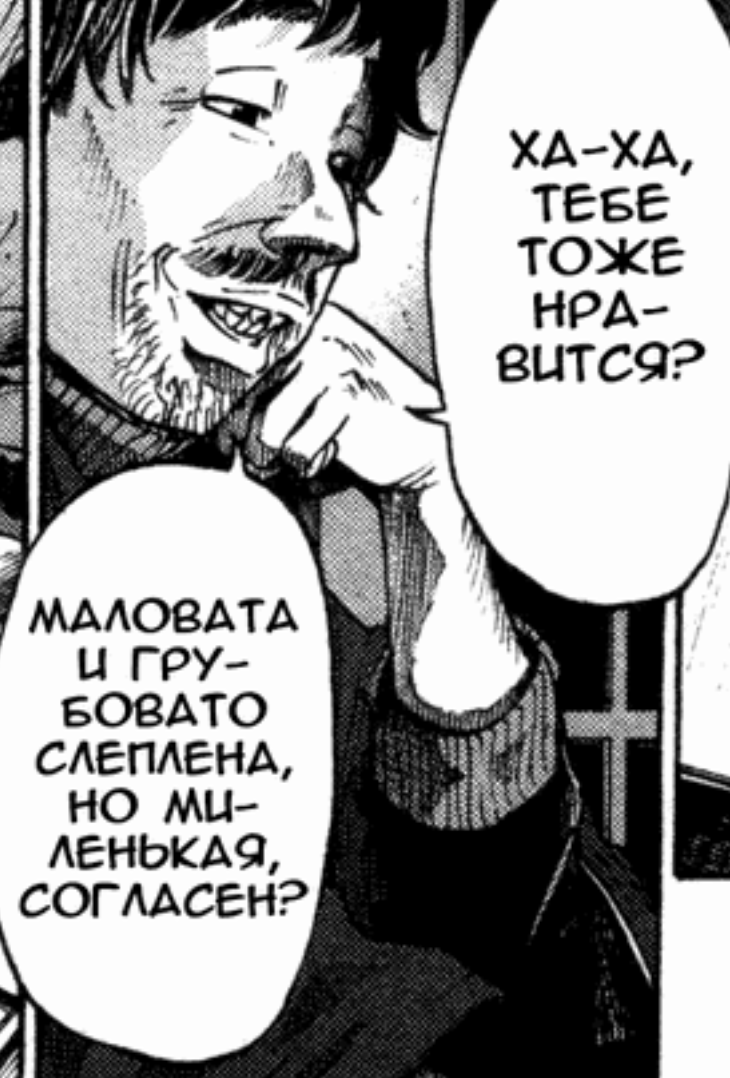 ХА-ХА,
ТЕБЕ
ТОЖЕ
НРА-
ВИТСЯ?
МАЛОВАТА
И ГРУ-
БОВАТО
СЛЕПЛЕНА,
НО МИ-
ЛЕНЬКАЯ,
СОГЛАСЕН?